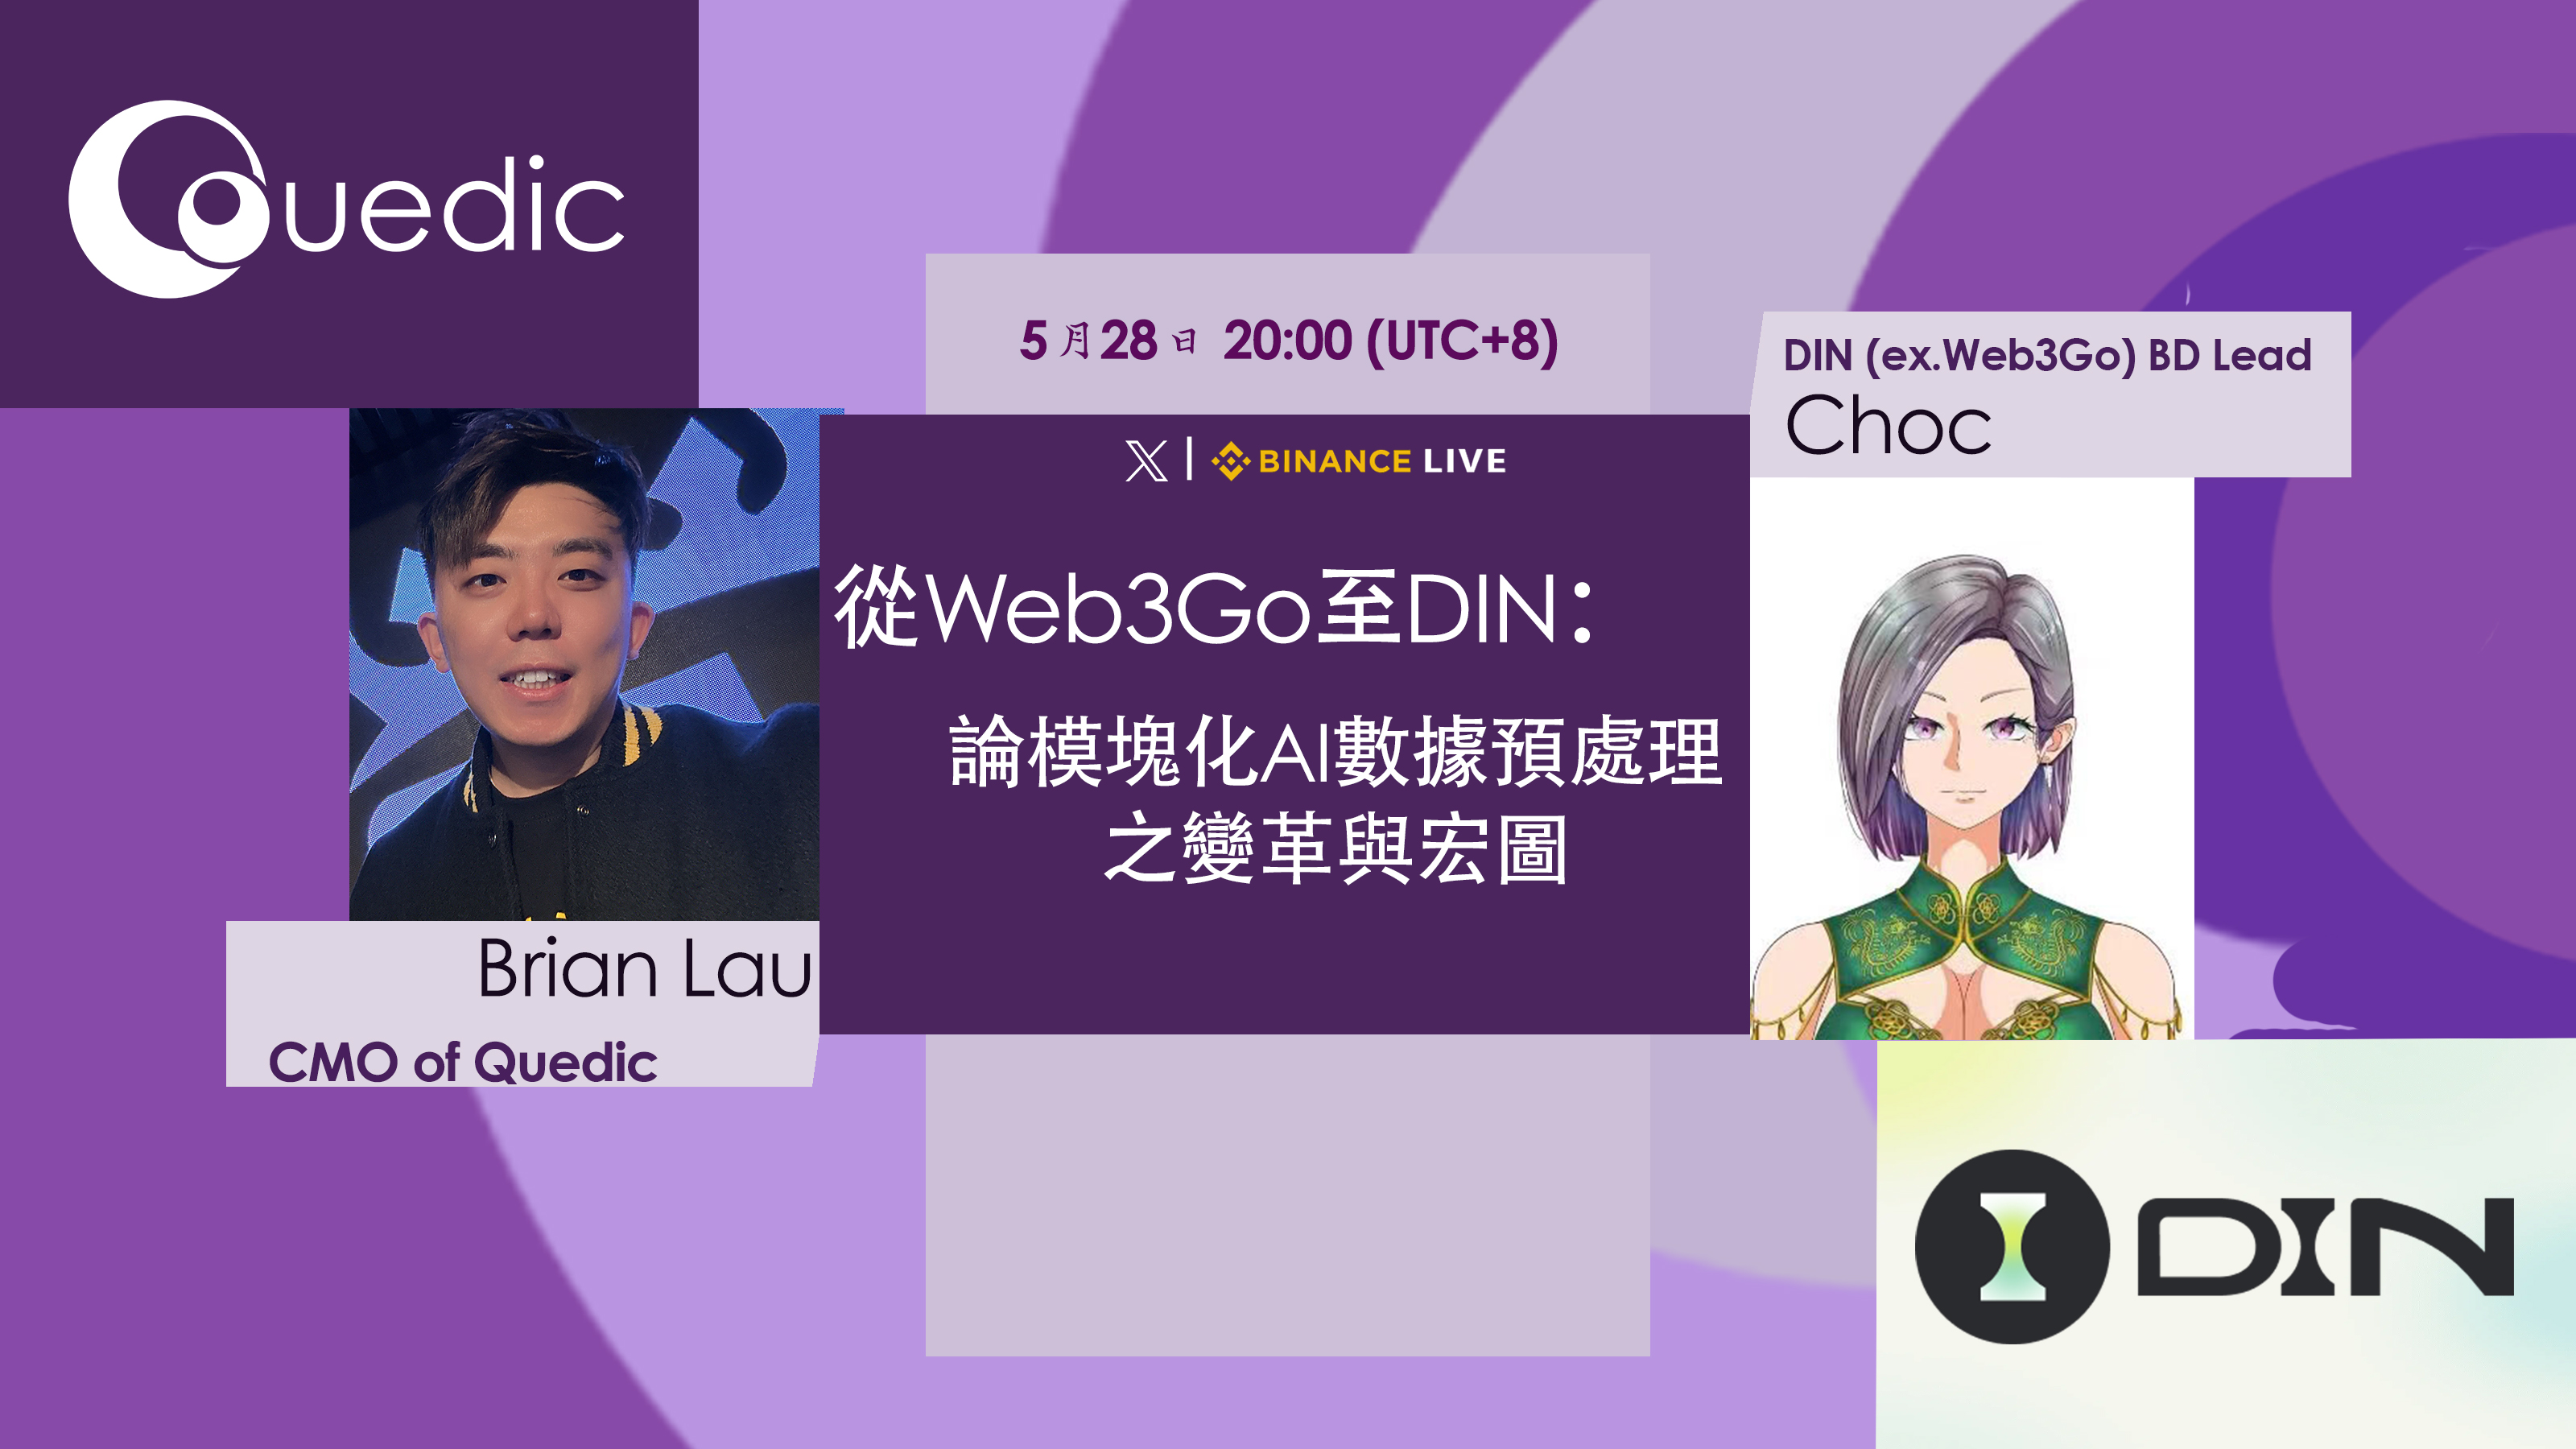 Quedic
5月28日 20:00 (UTC+8)
DIN (ex.Web3Go) BD Lead
Choc
X | BINANCE LIVE
從Web3Go至DIN：
論模塊化AI數據預處理
之變革與宏圖
Brian Lau
CMO of Quedic
DIN